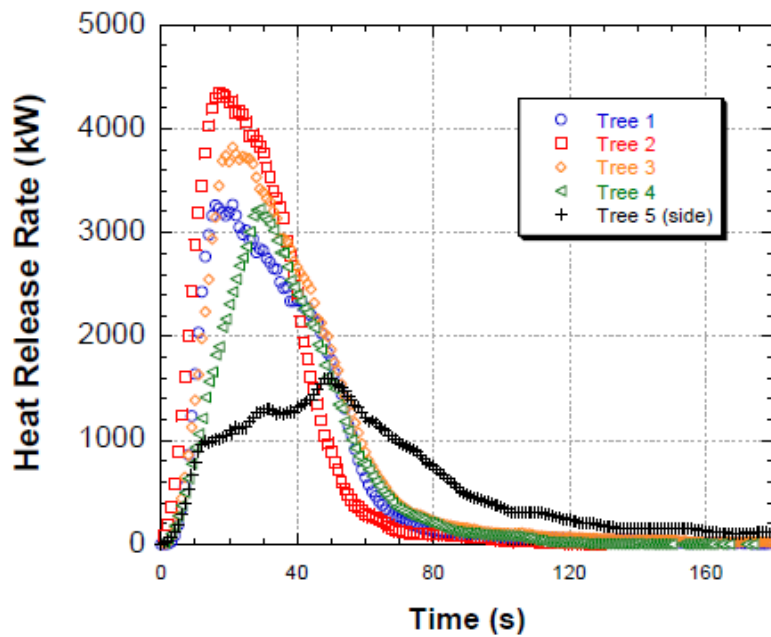 5000
4000
3000
2000
1000
0
Heat Release Rate (kW)
Tree 1
Tree 2
Tree 3
Tree 4
Tree 5 (side)
0 40 80 120 160
Time (s)